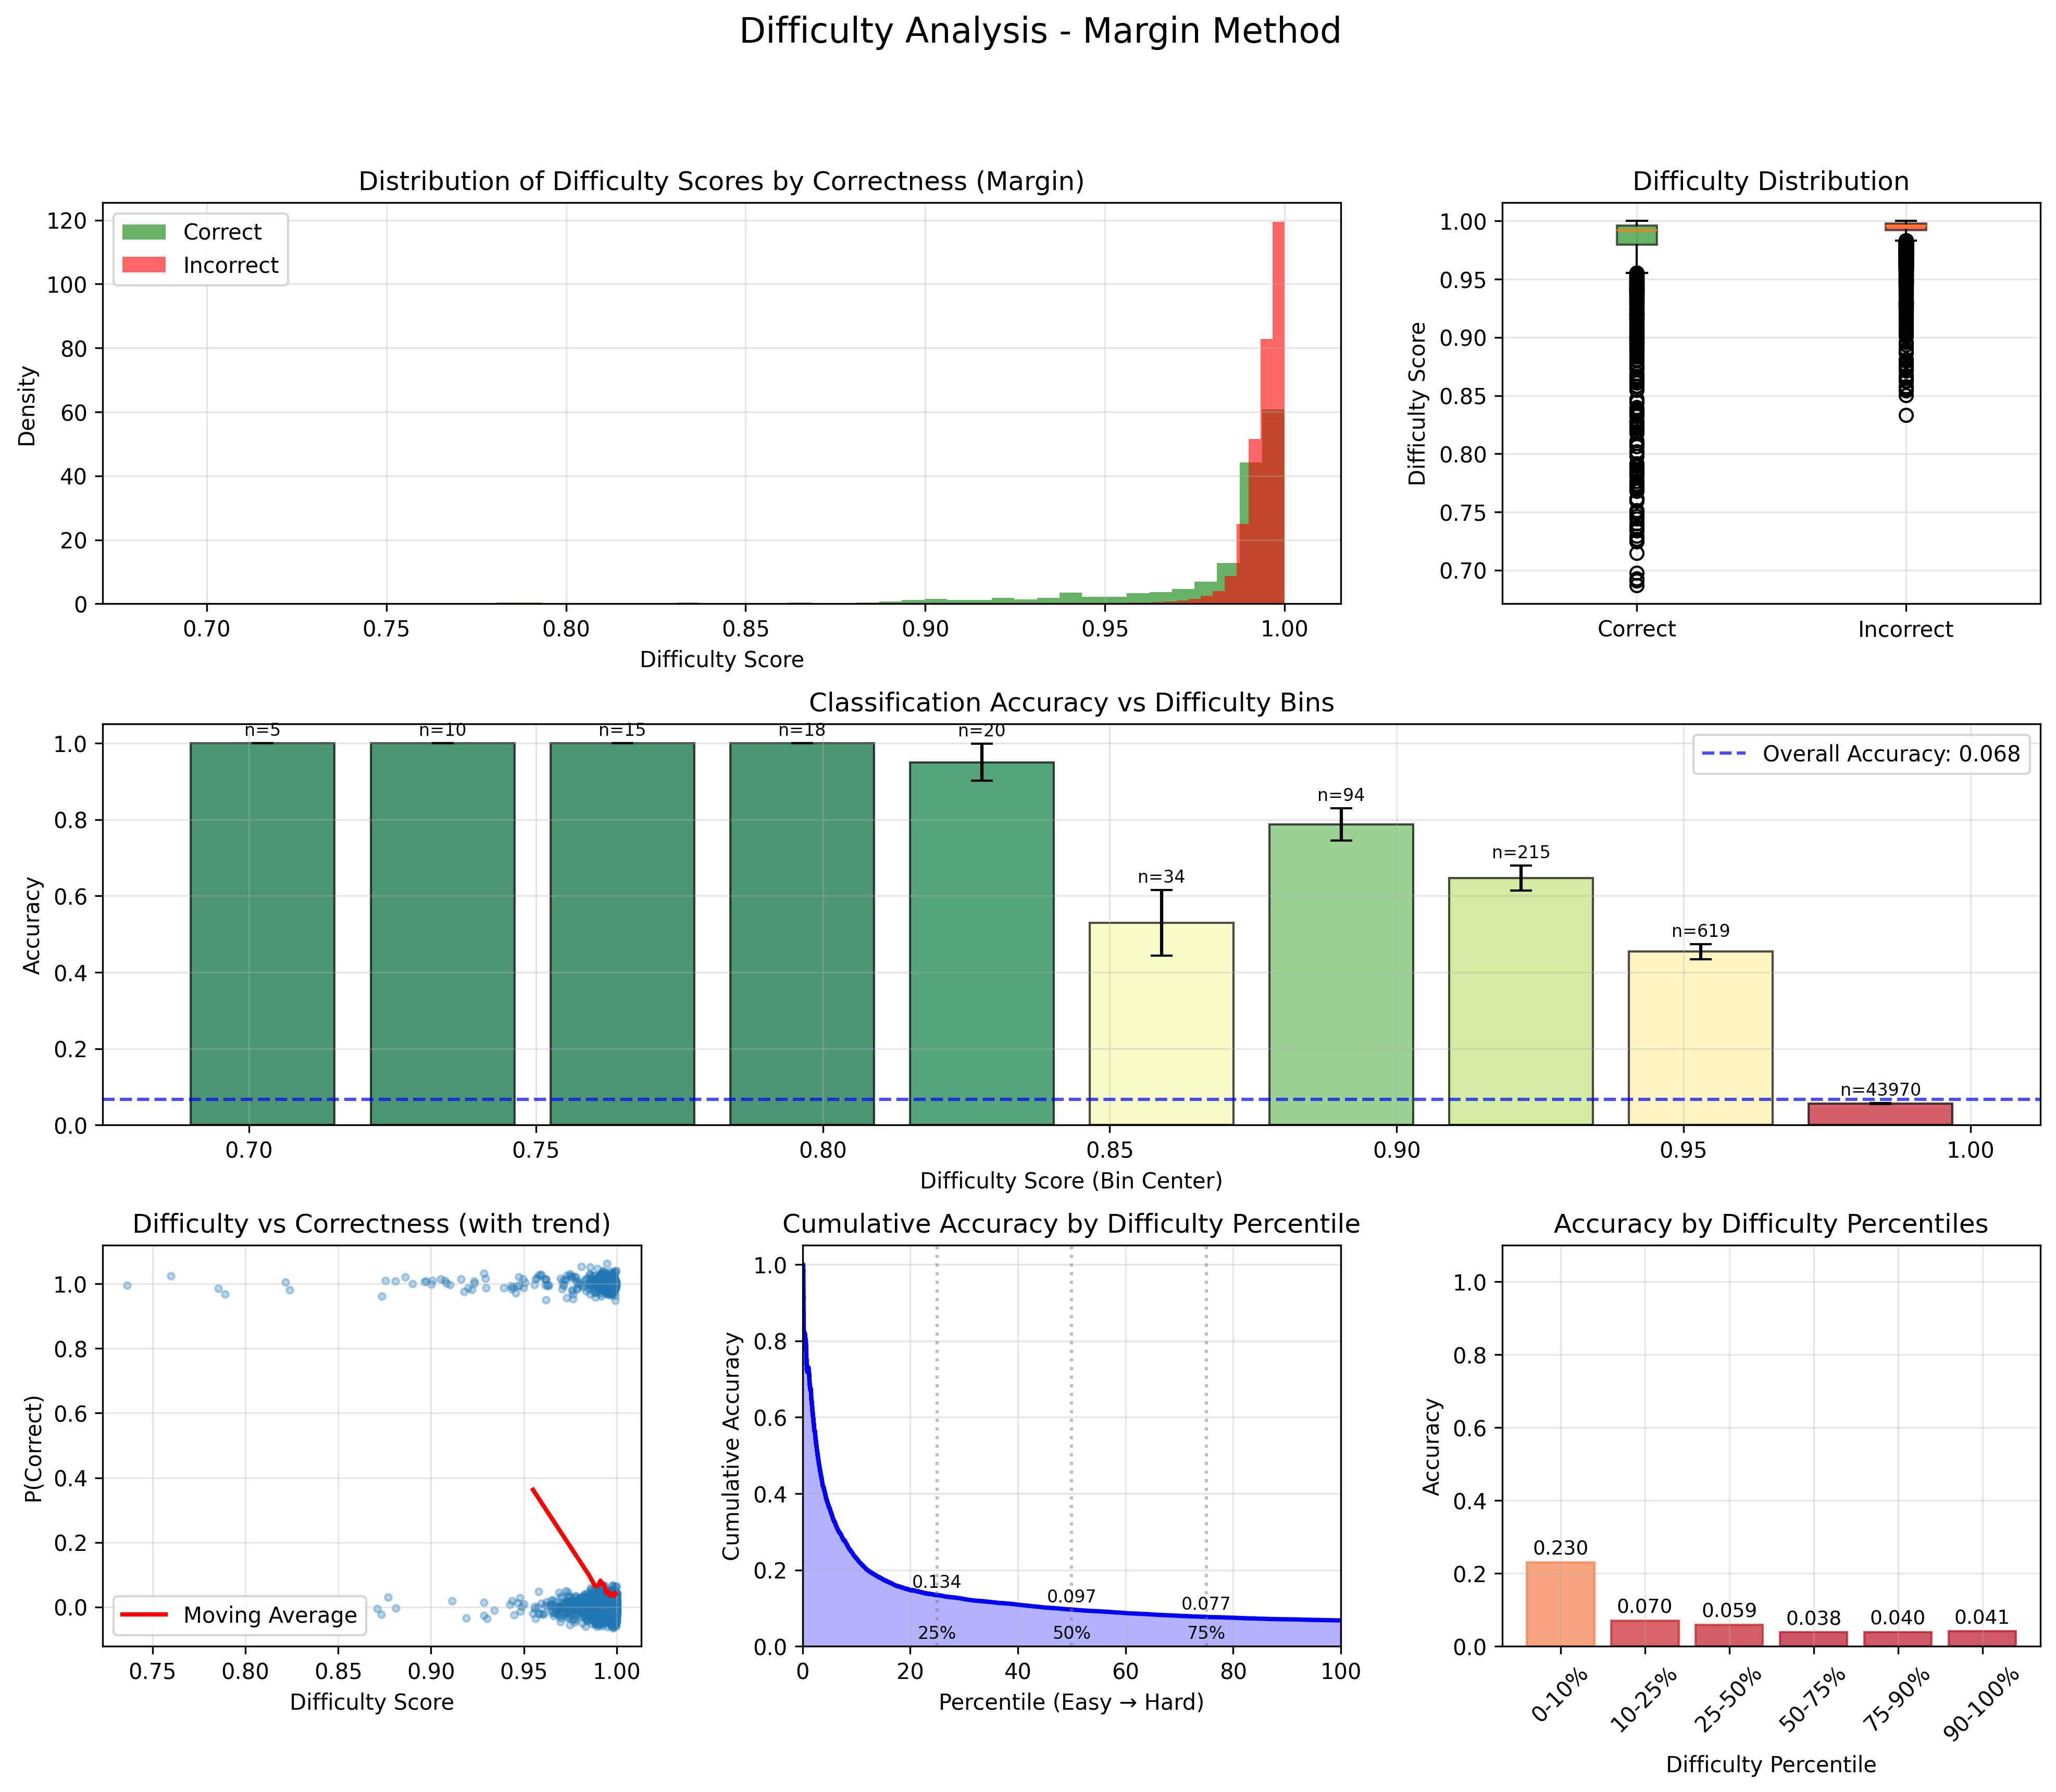 Difficulty Analysis - Margin Method
Distribution of Difficulty Scores by Correctness (Margin)
Density
120
100
80
60
40
20
0
Correct
Incorrect
0.70 0.75 0.80 0.85 0.90 0.95 1.00
Difficulty Score
Difficulty Distribution
Difficulty Score
1.00
0.95
0.90
0.85
0.80
0.75
0.70
Correct Incorrect
Classification Accuracy vs Difficulty Bins
Accuracy
1.0
0.8
0.6
0.4
0.2
0.0
n=5 n=10 n=15 n=18 n=20 n=34 n=94 n=215 n=619 n=43970
Overall Accuracy: 0.068
0.70 0.75 0.80 0.85 0.90 0.95 1.00
Difficulty Score (Bin Center)
Difficulty vs Correctness (with trend)
P(Correct)
1.0
0.8
0.6
0.4
0.2
0.0
Moving Average
0.75 0.80 0.85 0.90 0.95 1.00
Difficulty Score
Cumulative Accuracy by Difficulty Percentile
Cumulative Accuracy
1.0
0.8
0.6
0.4
0.2
0.0
0.134 0.097 0.077
25% 50% 75%
0 20 40 60 80 100
Percentile (Easy → Hard)
Accuracy by Difficulty Percentiles
Accuracy
1.0
0.8
0.6
0.4
0.2
0.0
0.230 0.070 0.059 0.038 0.040 0.041
0-10% 10-25% 25-50% 50-75% 75-90% 90-100%
Difficulty Percentile